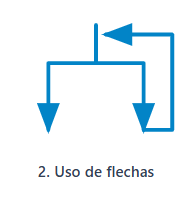 2. Uso de flechas